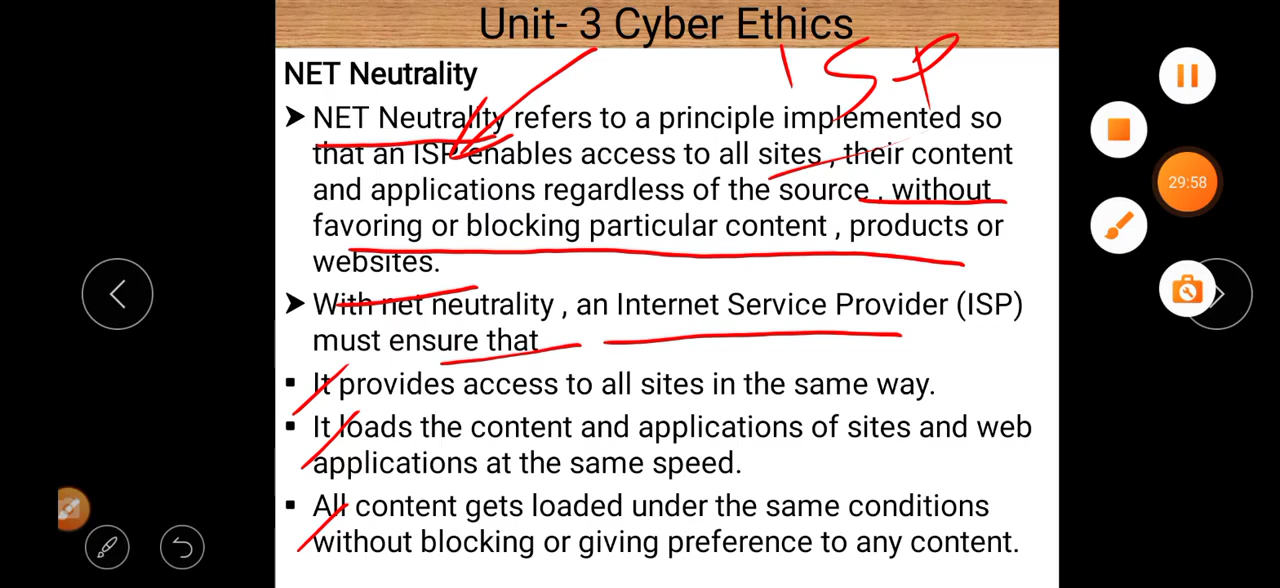 Unit- 3 Cyber Ethics
ISP
NET Neutrality
➤ NET Neutrality refers to a principle implemented so
that an ISP enables access to all sites , their content
and applications regardless of the source , without
favoring or blocking particular content , products or
websites.
➤ With net neutrality , an Internet Service Provider (ISP)
must ensure that
▪ It provides access to all sites in the same way.
▪ It loads the content and applications of sites and web
applications at the same speed.
▪ All content gets loaded under the same conditions
without blocking or giving preference to any content.
29:58